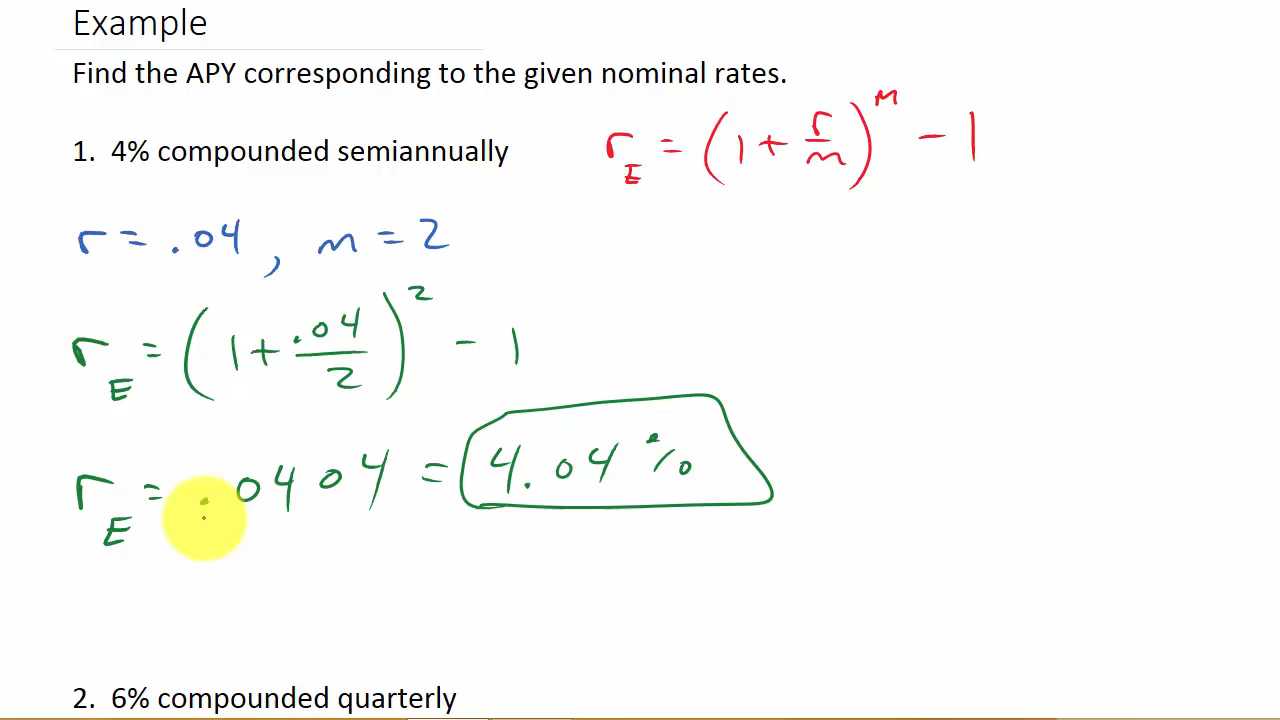 Example
Find the APY corresponding to the given nominal rates.
1. 4% compounded semiannually
r_E = (1 + r/m)^m - 1
r = .04, m = 2
r_E = (1 + .04/2)^2 - 1
r_E = .0404 = 4.04%
2. 6% compounded quarterly